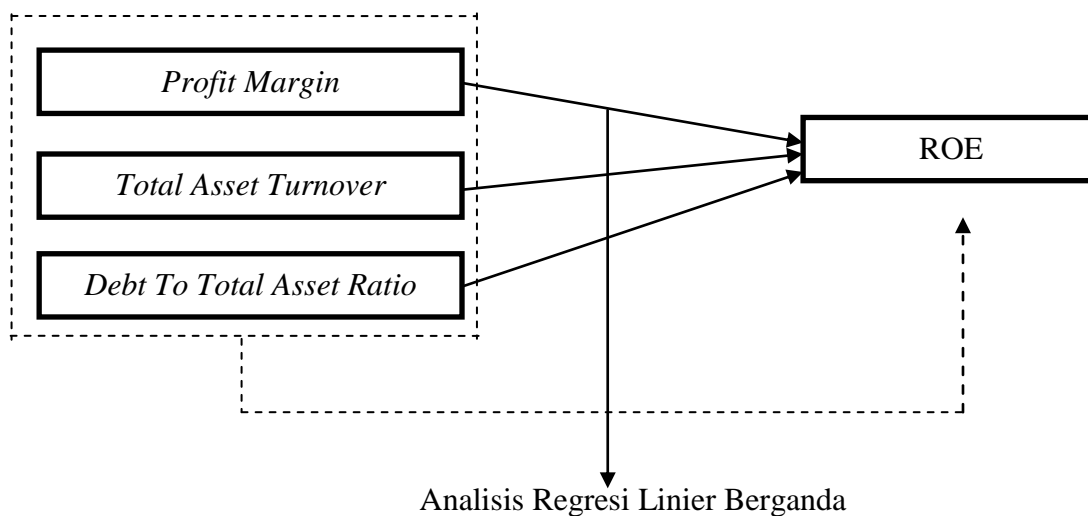 Profit Margin
ROE
Total Asset Turnover
Debt To Total Asset Ratio
Analisis Regresi Linier Berganda